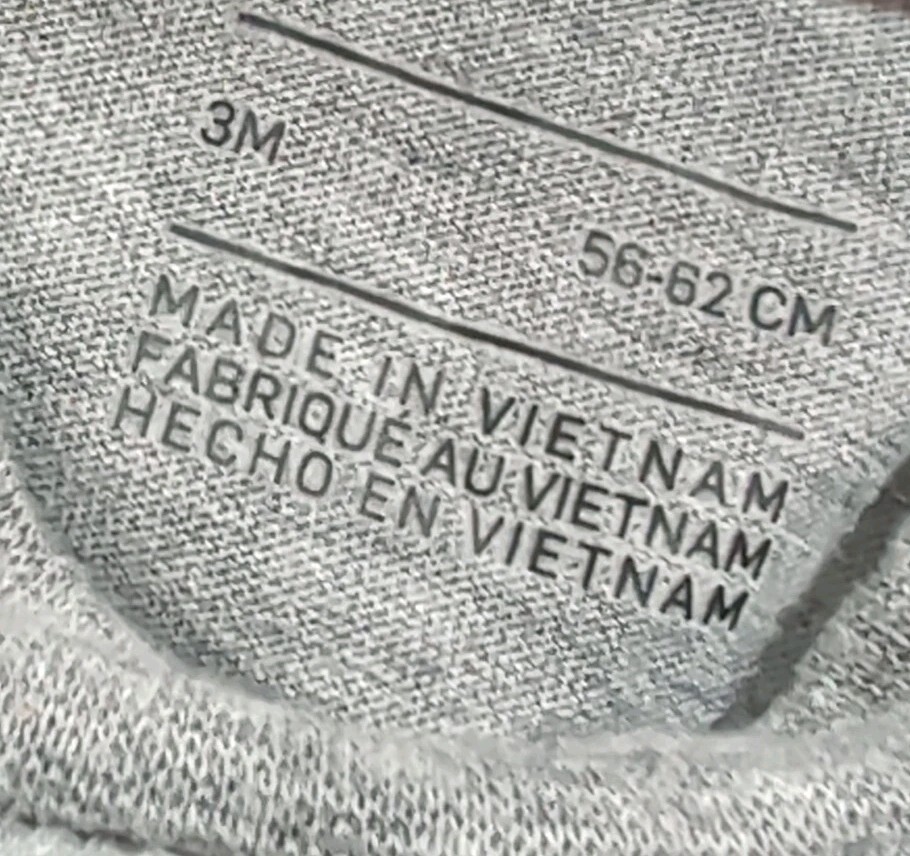 3M
56-62 CM
MADE IN VIETNAM
FABRIQUÉ AU VIETNAM
HECHO EN VIETNAM